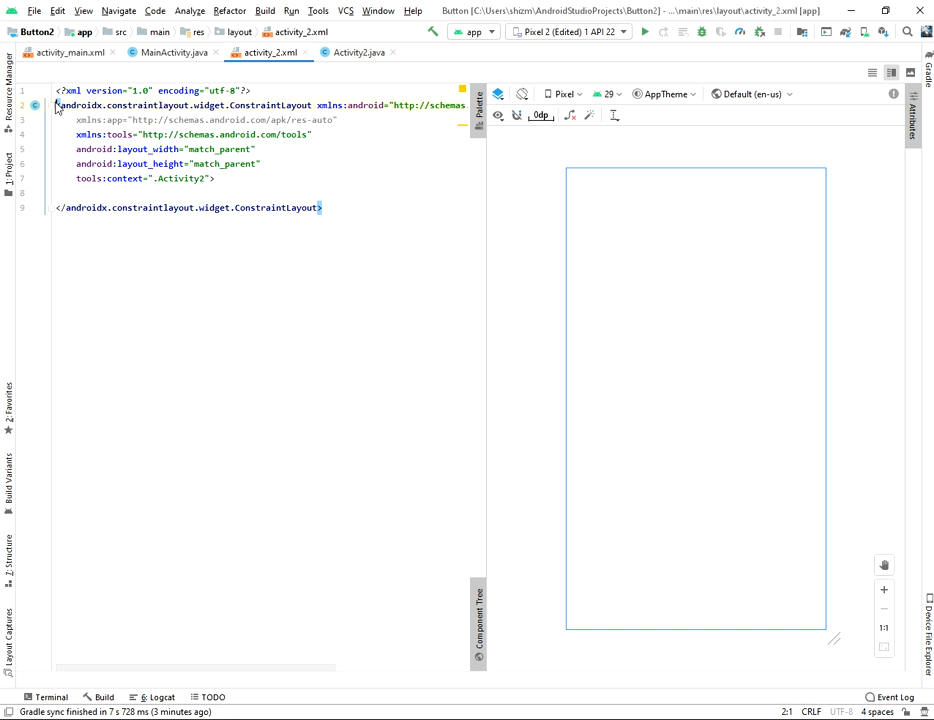 File Edit View Navigate Code Analyze Refactor Build Run Tools VCS Window Help Button [C:\Users\shizm\AndroidStudioProjects\Button2] - ...\main\res\layout\activity_2.xml [app]
Button2 app src main res layout activity_2.xml app Pixel 2 (Edited) 1 API 22
activity_main.xml MainActivity.java activity_2.xml Activity2.java
Resource Manager
1: Project
2: Favorites
Build Variants
7: Structure
Layout Captures
1 <?xml version="1.0" encoding="utf-8"?>
2 <androidx.constraintlayout.widget.ConstraintLayout xmlns:android="http://schemas.
3 xmlns:app="http://schemas.android.com/apk/res-auto"
4 xmlns:tools="http://schemas.android.com/tools"
5 android:layout_width="match_parent"
6 android:layout_height="match_parent"
7 tools:context=".Activity2">
8
9 </androidx.constraintlayout.widget.ConstraintLayout>
Palette
Component Tree
Pixel 29 AppTheme Default (en-us)
0dp
1:1
Gradle
Attributes
Device File Explorer
Terminal Build 6: Logcat TODO Event Log
Gradle sync finished in 7 s 728 ms (3 minutes ago) 2:1 CRLF UTF-8 4 spaces